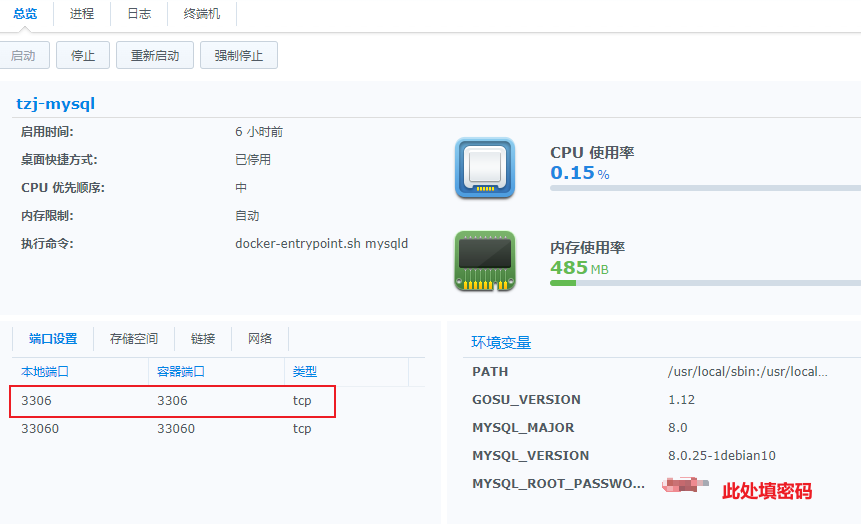 总览 进程 日志 终端机
启动 停止 重新启动 强制停止
tzj-mysql
启用时间: 6 小时前
桌面快捷方式: 已停用
CPU 优先顺序: 中
内存限制: 自动
执行命令: docker-entrypoint.sh mysqld
CPU 使用率
0.15 %
内存使用率
485 MB
端口设置 存储空间 链接 网络
本地端口 容器端口 类型
3306 3306 tcp
33060 33060 tcp
环境变量
PATH /usr/local/sbin:/usr/local...
GOSU_VERSION 1.12
MYSQL_MAJOR 8.0
MYSQL_VERSION 8.0.25-1debian10
MYSQL_ROOT_PASSWO... 此处填密码